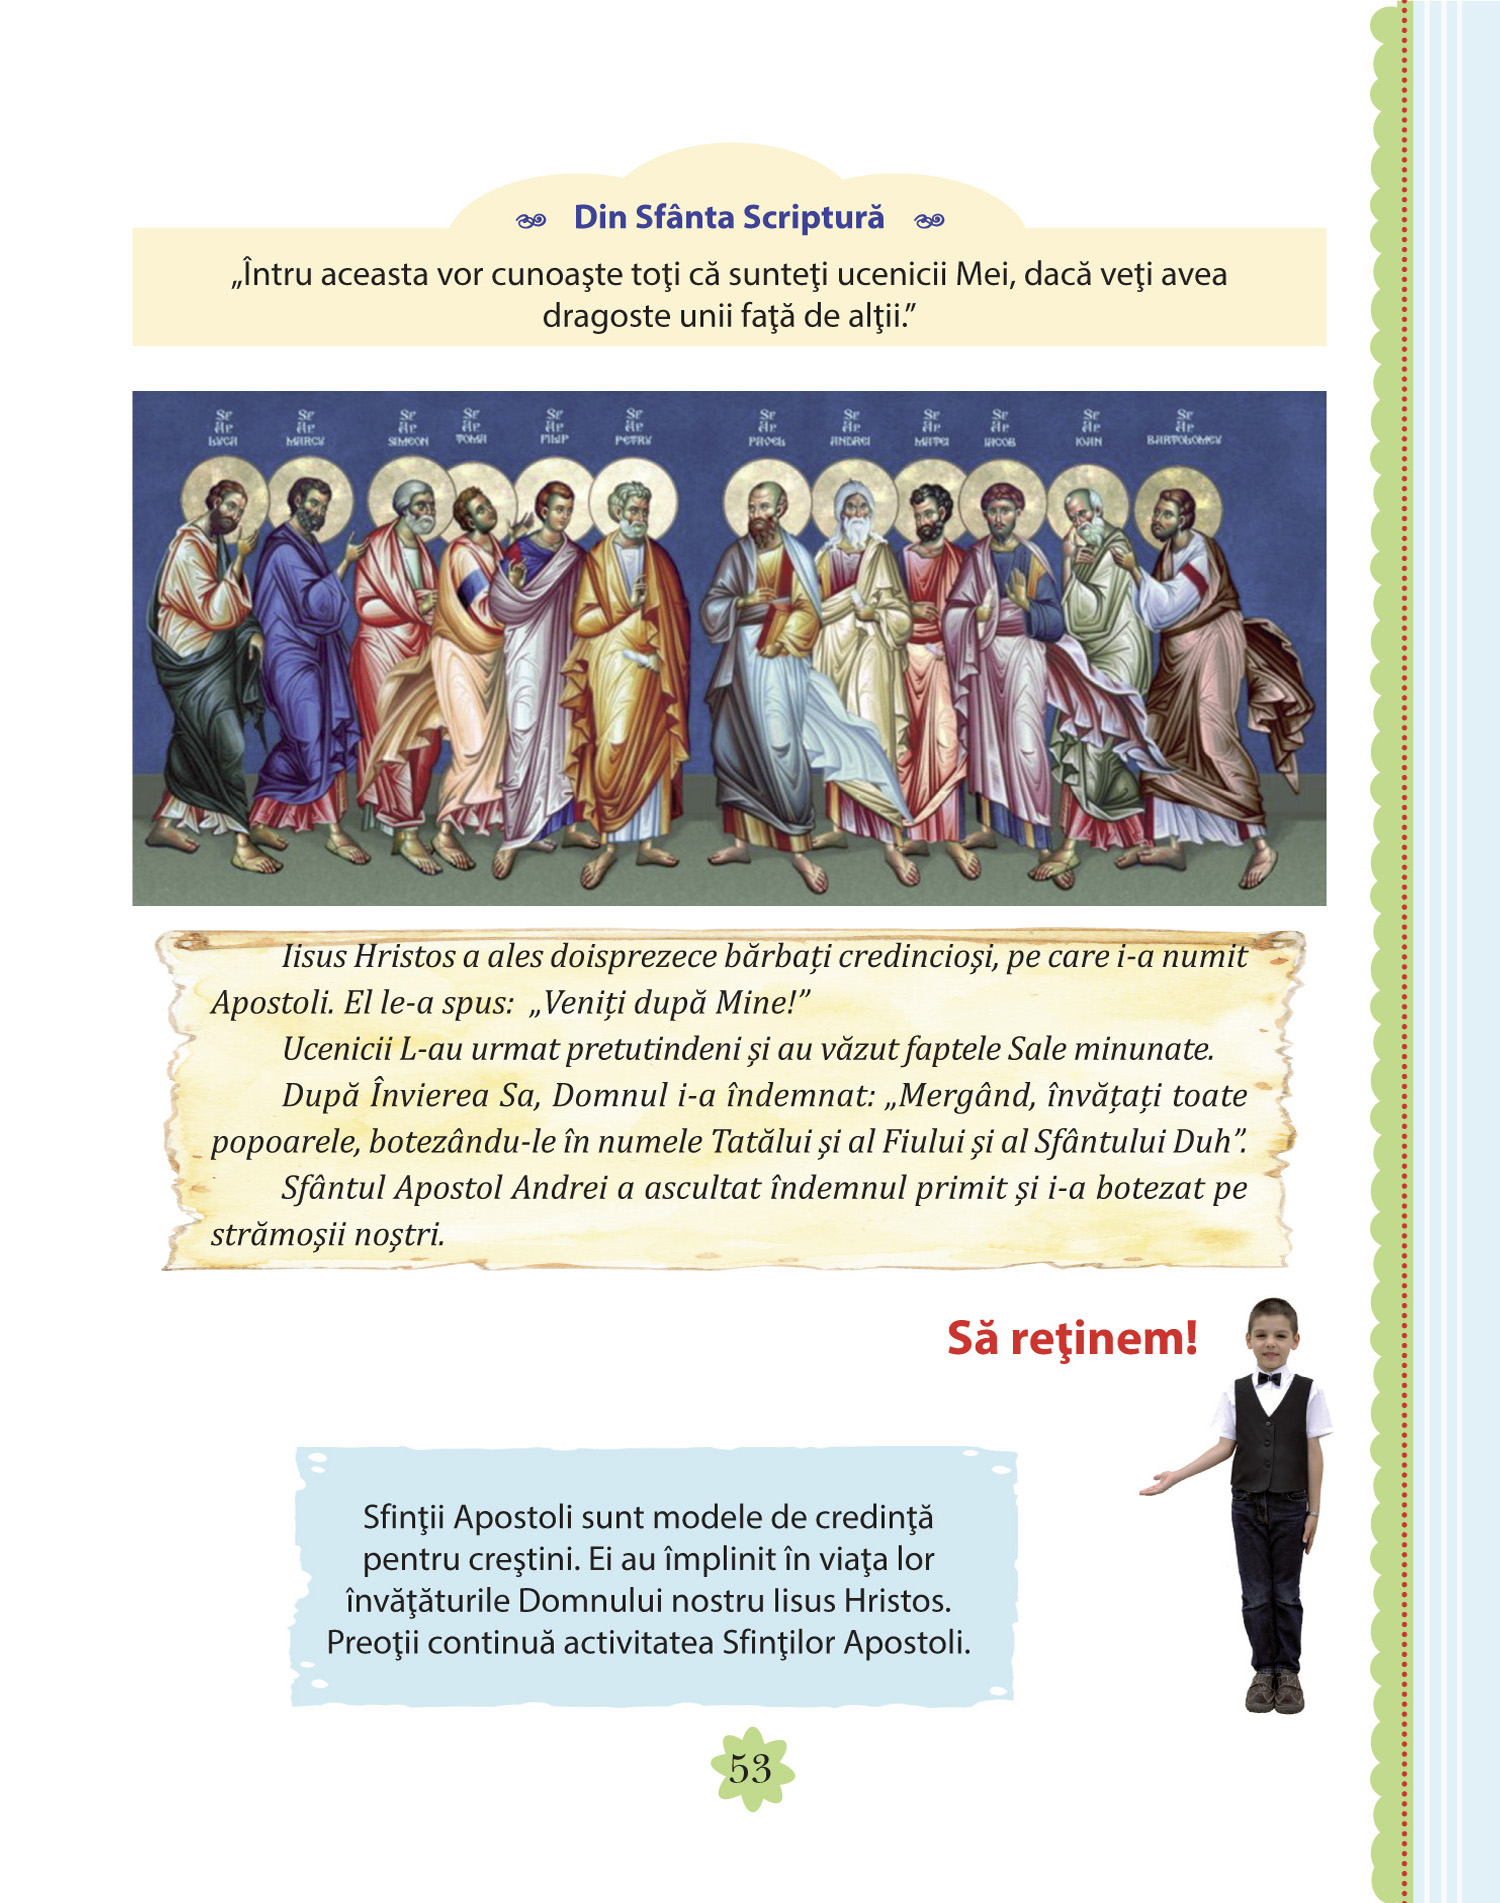 Din Sfânta Scriptură
„Întru aceasta vor cunoaşte toţi că sunteţi ucenicii Mei, dacă veţi avea
dragoste unii faţă de alţii.”
Sf Ap LUCA
Sf Ap MARCU
Sf Ap SIMEON
Sf Ap TOMA
Sf Ap FILIP
Sf Ap PETRU
Sf Ap PAVEL
Sf Ap ANDREI
Sf Ap MATEI
Sf Ap IACOB
Sf Ap IOAN
Sf Ap BARTOLOMEU
Iisus Hristos a ales doisprezece bărbați credincioși, pe care i-a numit
Apostoli. El le-a spus: „Veniți după Mine!”
Ucenicii L-au urmat pretutindeni și au văzut faptele Sale minunate.
După Învierea Sa, Domnul i-a îndemnat: „Mergând, învățați toate
popoarele, botezându-le în numele Tatălui și al Fiului și al Sfântului Duh”.
Sfântul Apostol Andrei a ascultat îndemnul primit și i-a botezat pe
strămoșii noștri.
Să reţinem!
Sfinţii Apostoli sunt modele de credinţă
pentru creştini. Ei au împlinit în viaţa lor
învăţăturile Domnului nostru Iisus Hristos.
Preoţii continuă activitatea Sfinţilor Apostoli.
53